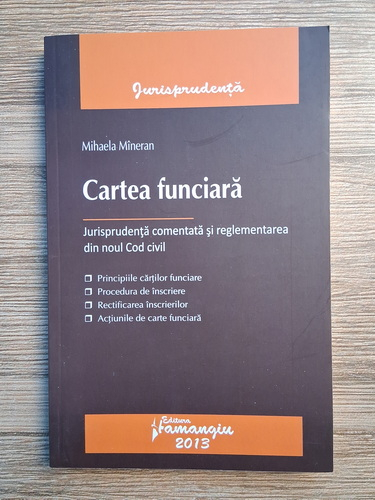 Jurisprudență
Mihaela Mîneran
Cartea funciară
Jurisprudență comentată și reglementarea
din noul Cod civil
Principiile cărților funciare
Procedura de înscriere
Rectificarea înscrierilor
Acțiunile de carte funciară
Editura
Hamangiu
2013